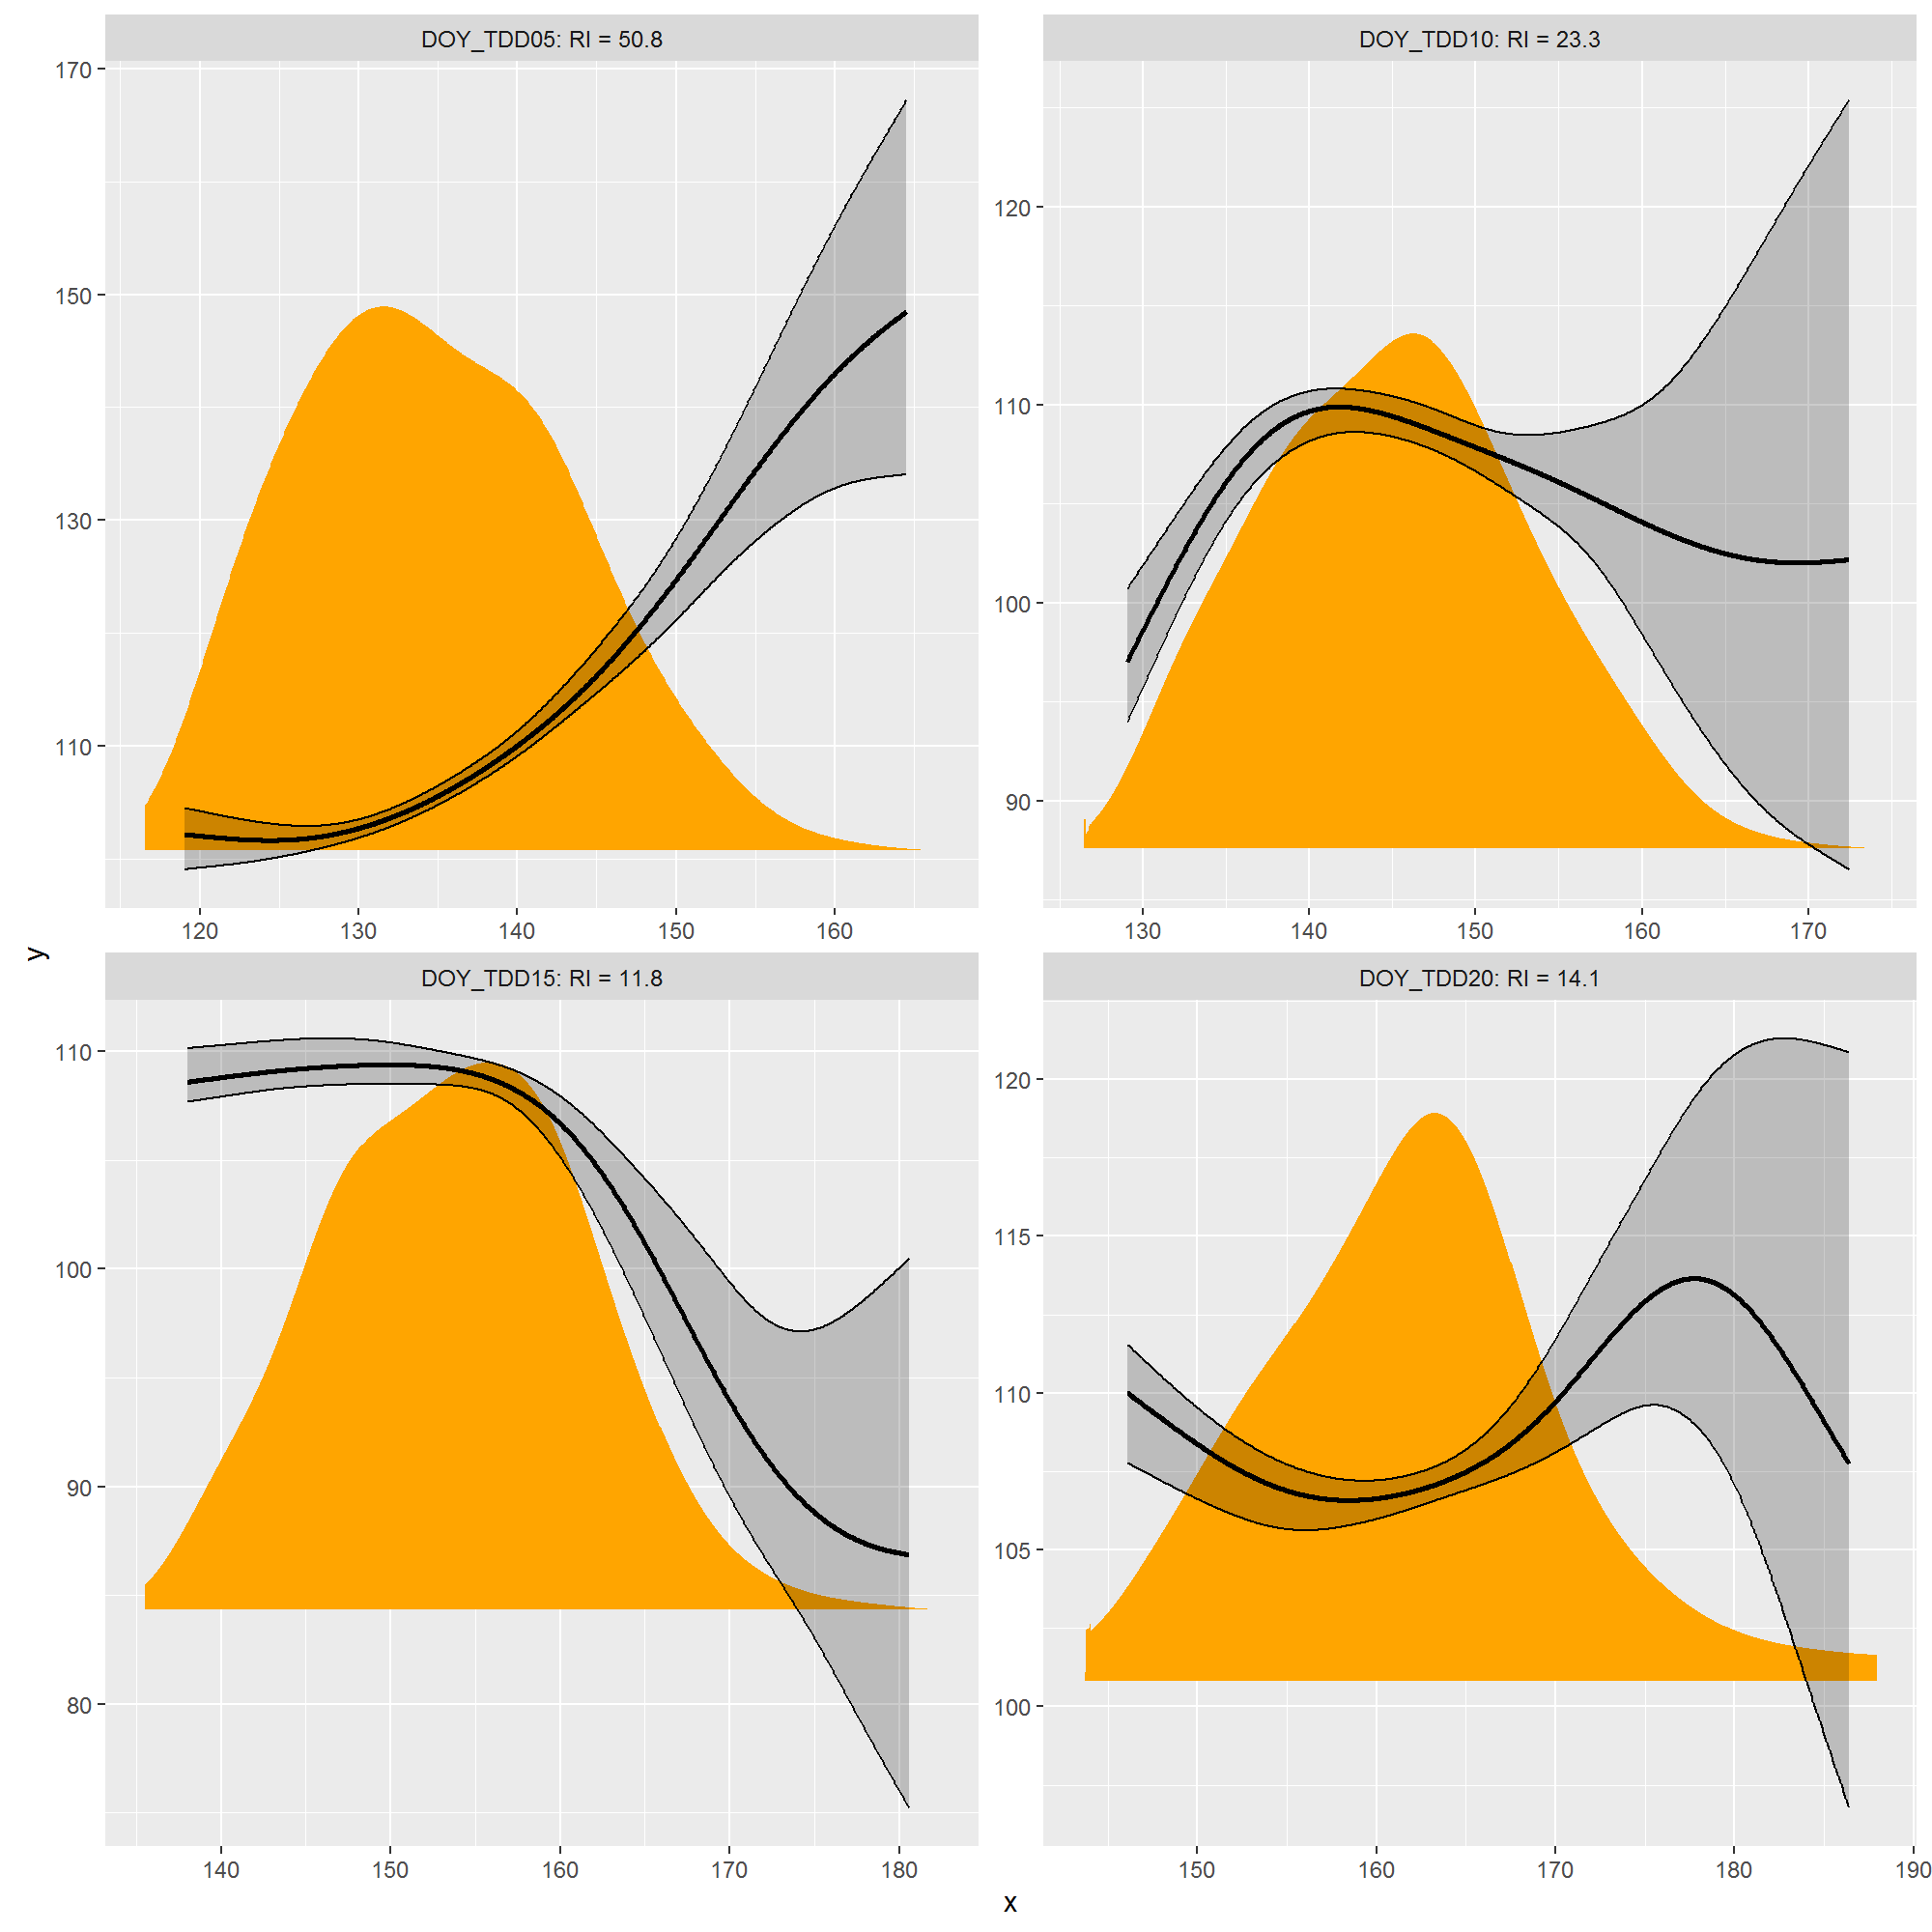 DOY_TDD05: RI = 50.8
DOY_TDD10: RI = 23.3
170
150
130
110
120
110
100
90
120 130 140 150 160
130 140 150 160 170
y
DOY_TDD15: RI = 11.8
DOY_TDD20: RI = 14.1
110
100
90
80
120
115
110
105
100
140 150 160 170 180
150 160 170 180 190
x